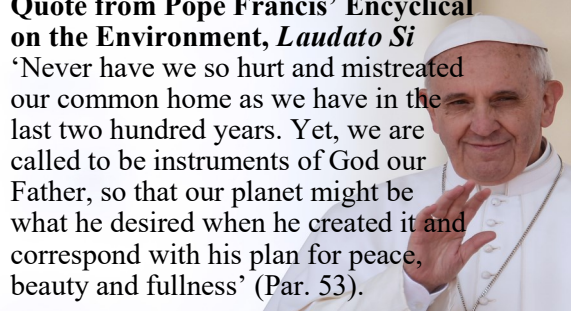 Quote from Pope Francis’ Encyclical
on the Environment, Laudato Si
‘Never have we so hurt and mistreated
our common home as we have in the
last two hundred years. Yet, we are
called to be instruments of God our
Father, so that our planet might be
what he desired when he created it and
correspond with his plan for peace,
beauty and fullness’ (Par. 53).